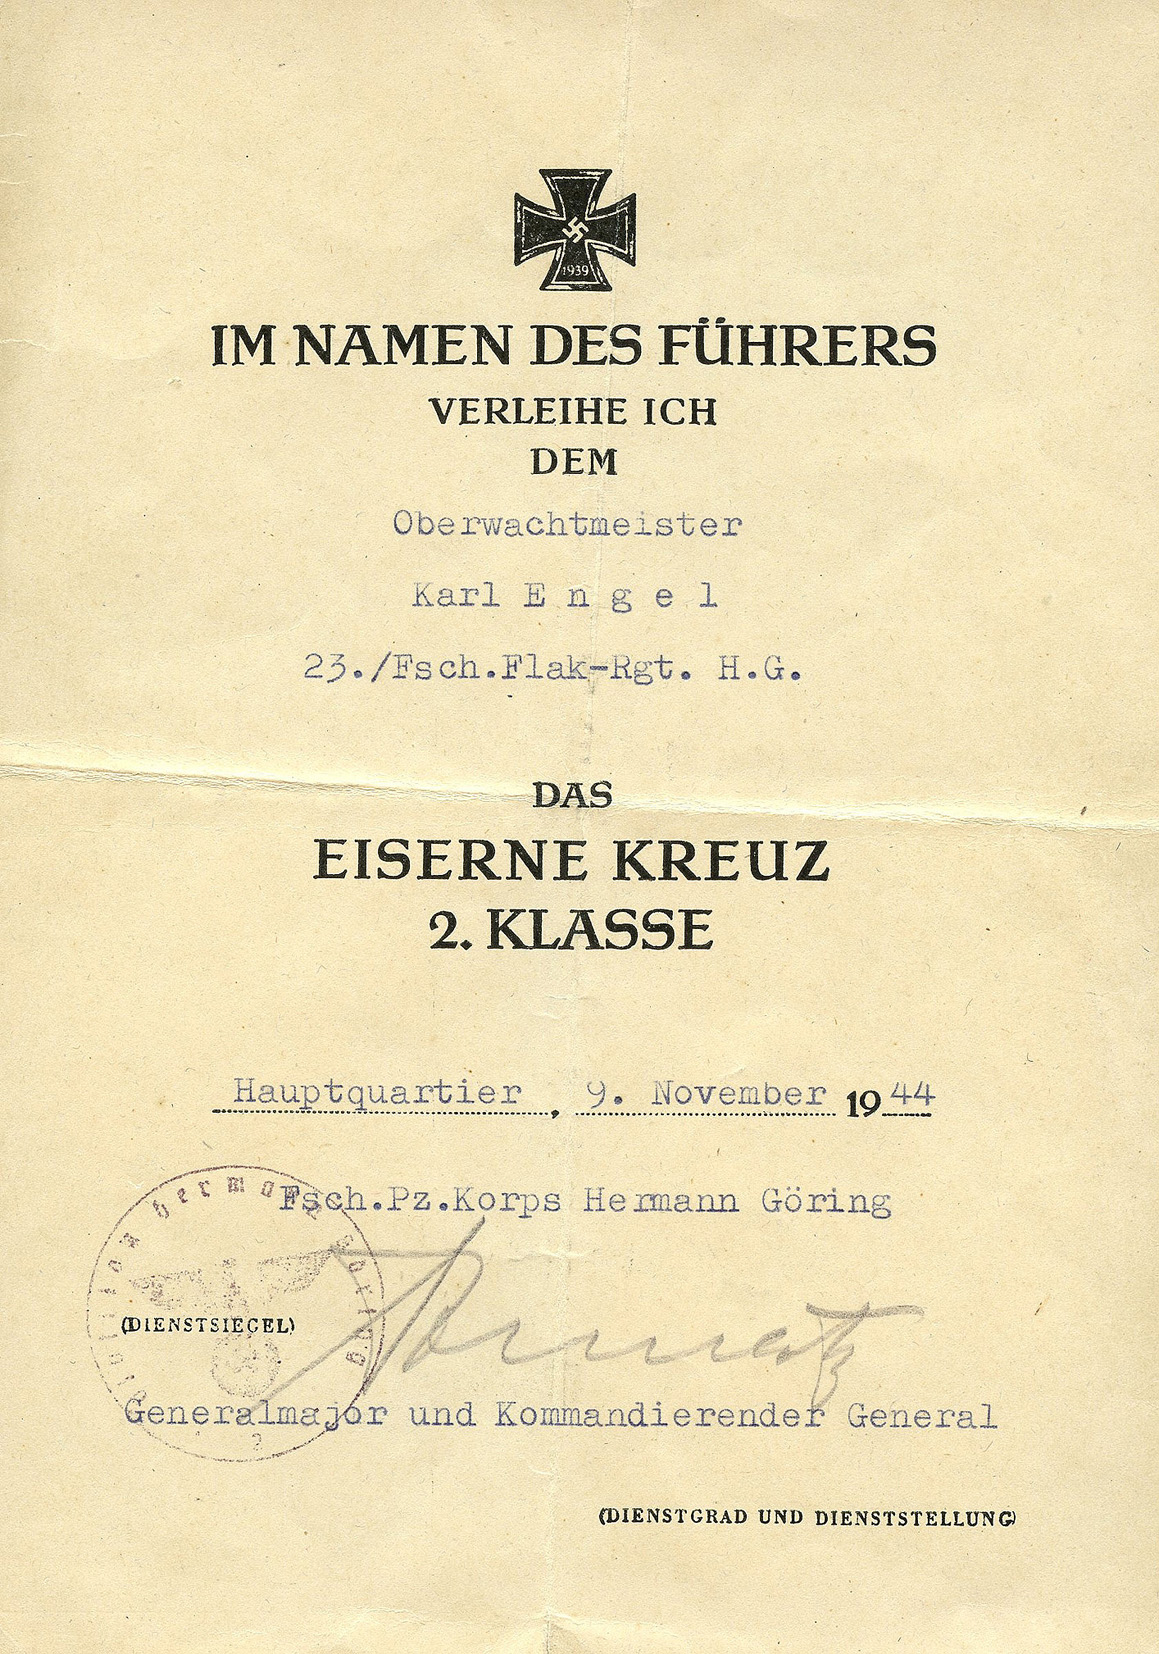 1939
IM NAMEN DES FÜHRERS
VERLEIHE ICH
DEM
Oberwachtmeister
Karl E n g e l
23./Fsch.Flak-Rgt. H.G.
DAS
EISERNE KREUZ
2. KLASSE
Hauptquartier, 9. November 1944
Fsch.Pz.Korps Hermann Göring
(DIENSTSIEGEL)
Generalmajor und Kommandierender General
(DIENSTGRAD UND DIENSTSTELLUNG)